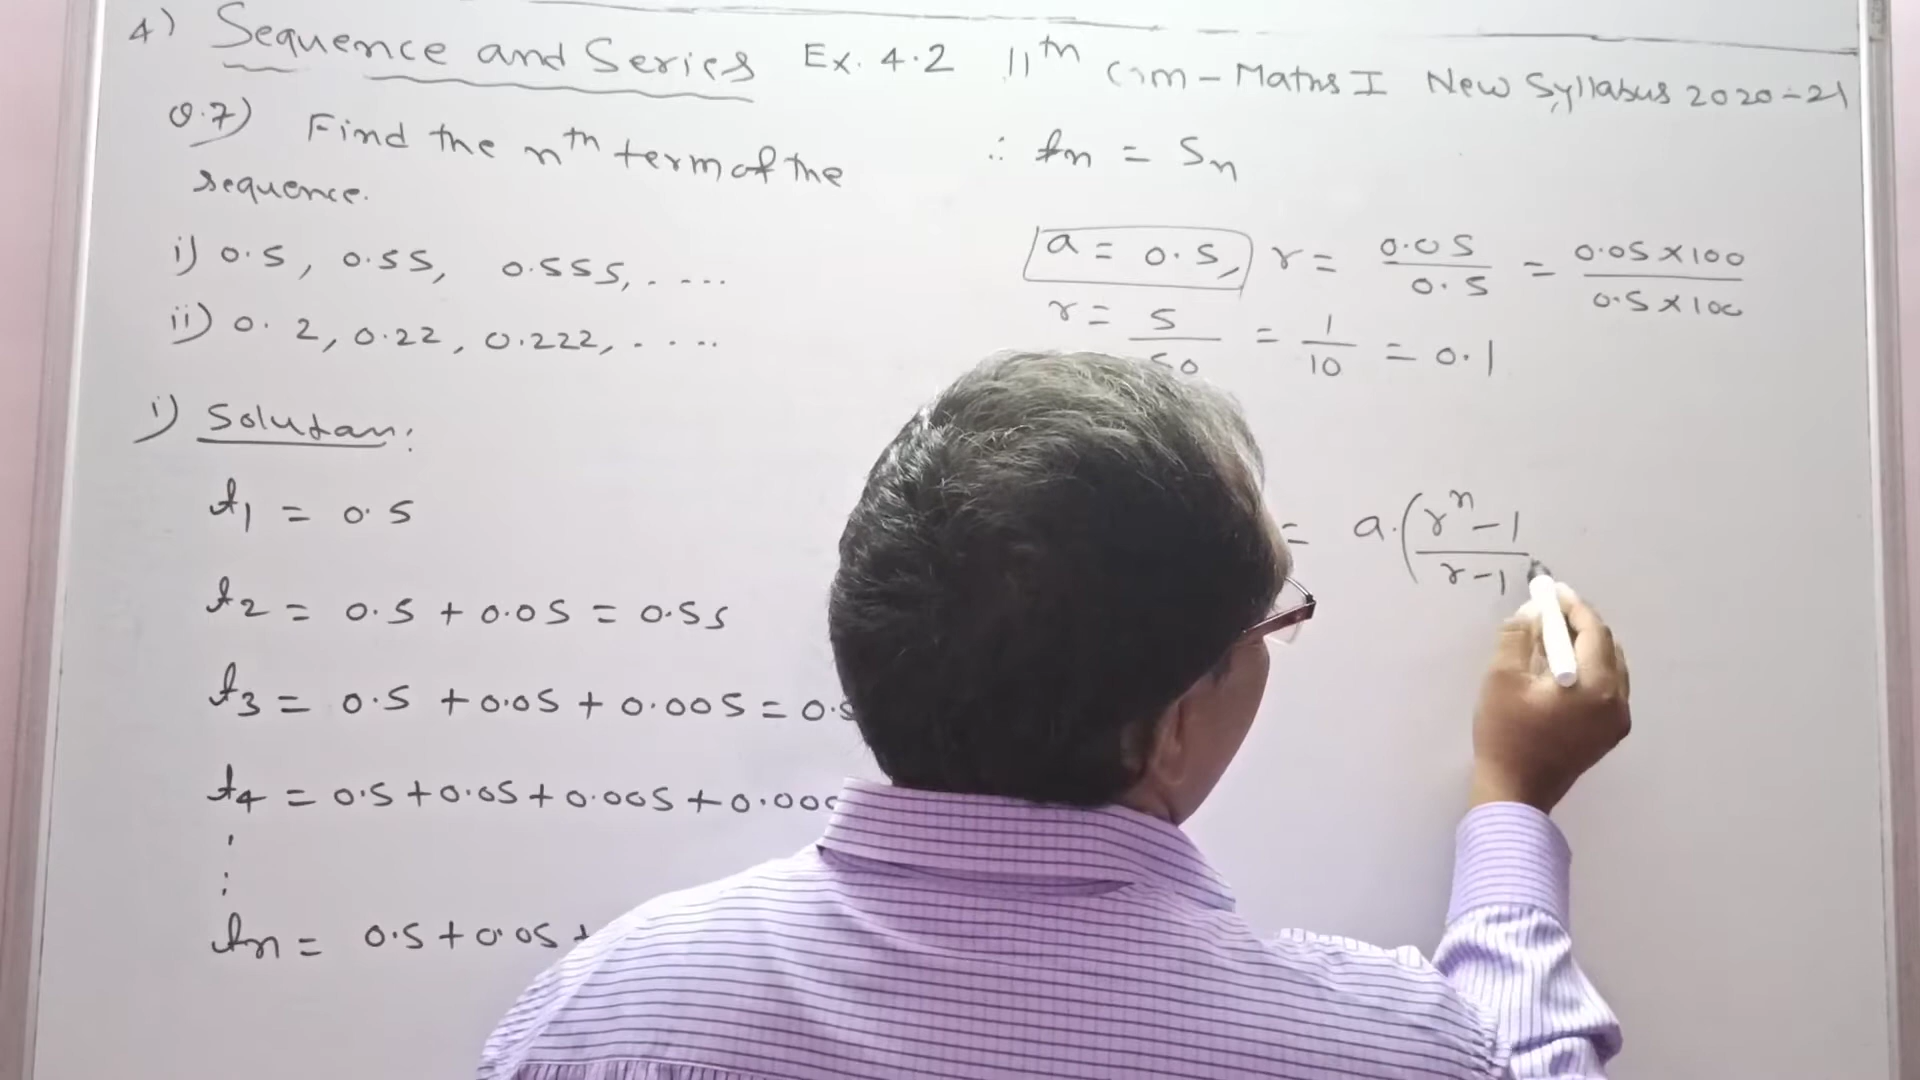 4) Sequence and Series Ex. 4.2 11th Com - Maths I New Syllabus 2020-21
Q.7) Find the nth term of the
sequence.
i) 0.5, 0.55, 0.555, . ....
ii) 0.2, 0.22, 0.222, . ....
i) Solution:
t1 = 0.5
t2 = 0.5 + 0.05 = 0.55
t3 = 0.5 + 0.05 + 0.005 = 0.5
t4 = 0.5 + 0.05 + 0.005 + 0.000
tn = 0.5 + 0.05 +
∴ tn = Sn
a = 0.5, r = 0.05/0.5 = 0.05×100/0.5×100
r = 5/50 = 1/10 = 0.1
= a.(r^n - 1/r - 1